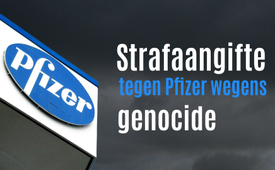 Pfizer
Strafaangifte
tegen Pfizer wegens
genocide